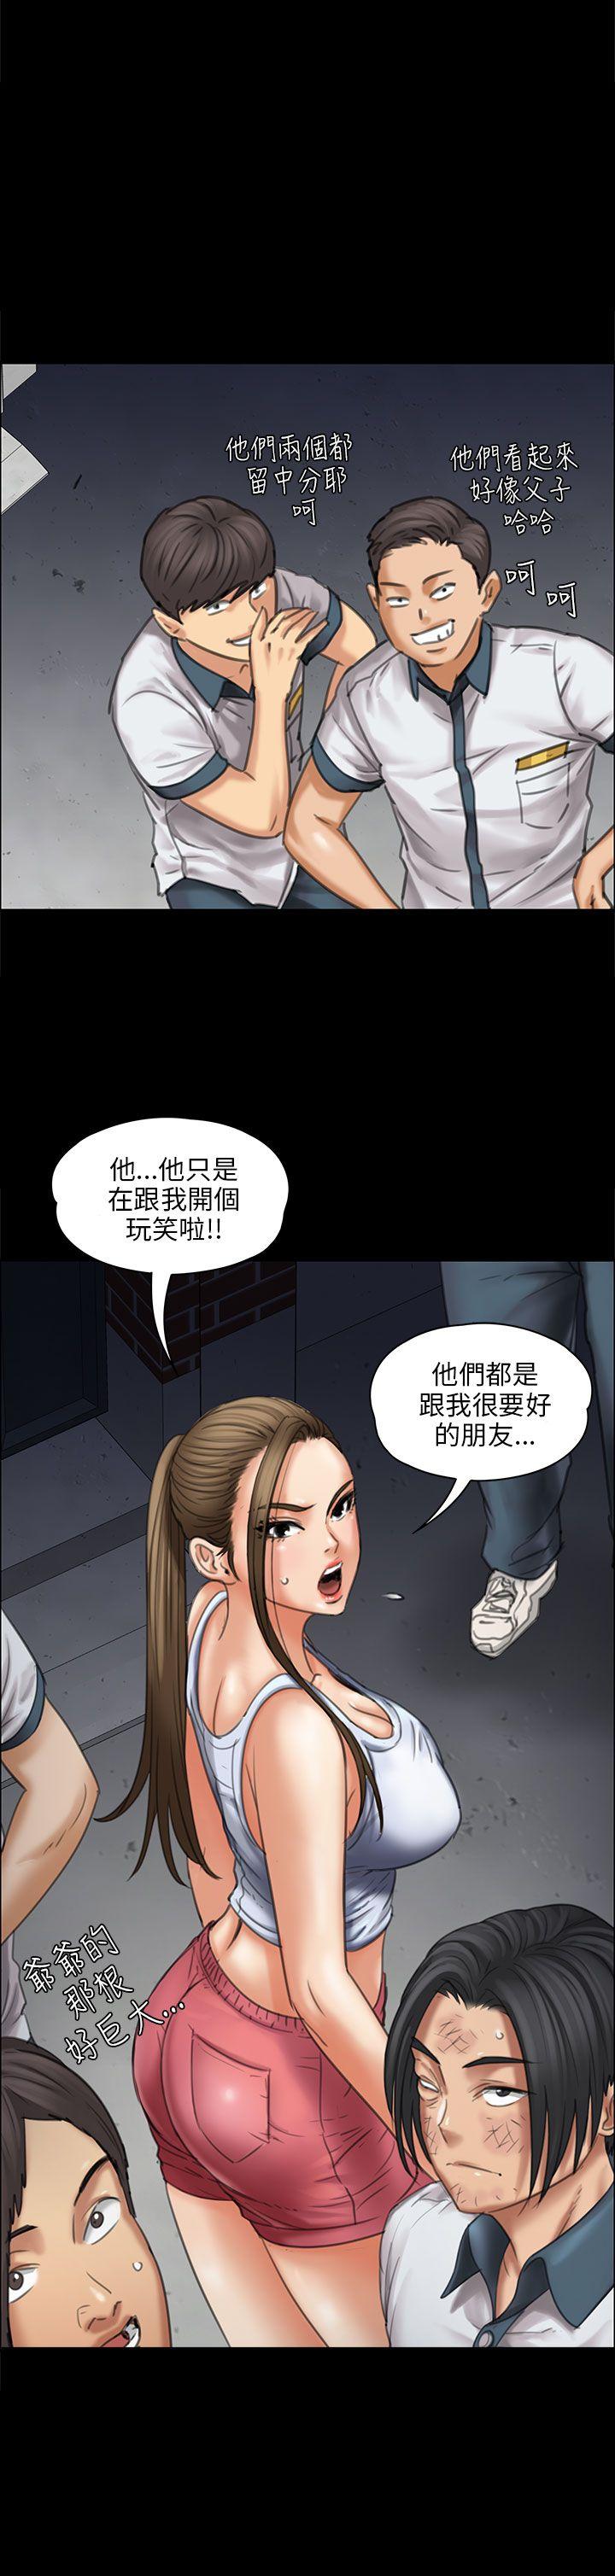 他們兩個都
留中分耶
呵
他們看起來
好像父子
哈哈
呵
呵
他...他只是
在跟我開個
玩笑啦!!
他們都是
跟我很要好
的朋友...
爺爺的
那根
好巨大...